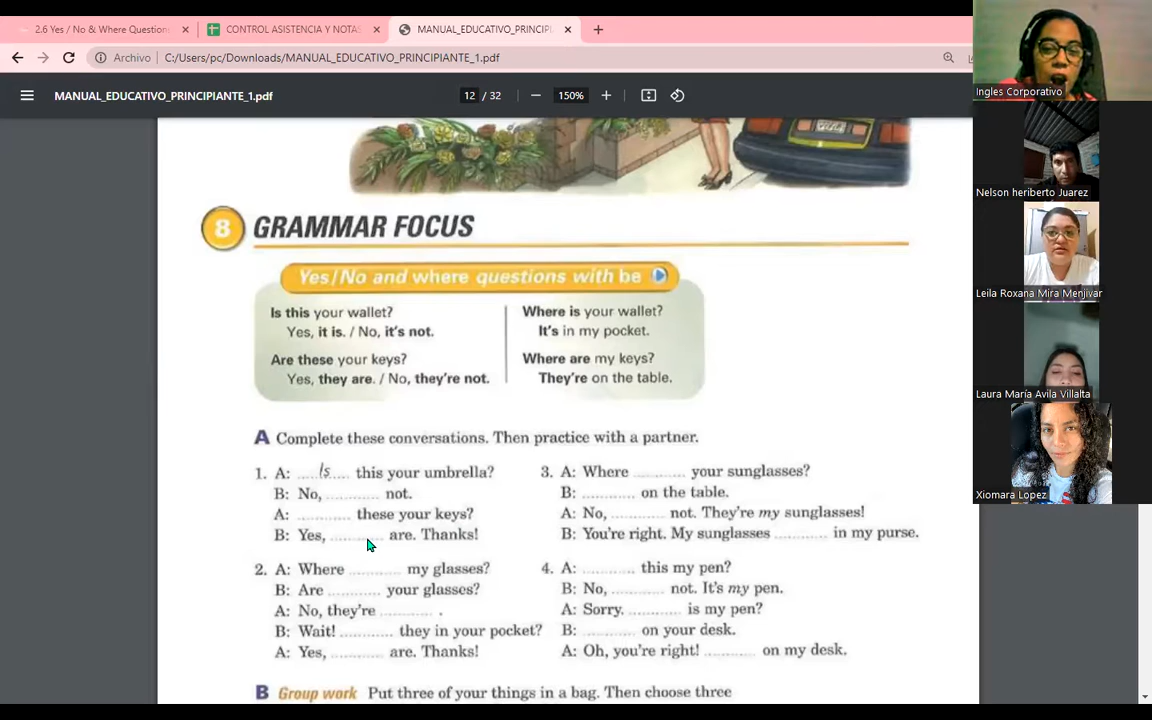 2.6 Yes / No & Where Question
CONTROL ASISTENCIA Y NOTAS
MANUAL_EDUCATIVO_PRINCIPI
Archivo C:/Users/pc/Downloads/MANUAL_EDUCATIVO_PRINCIPIANTE_1.pdf
MANUAL_EDUCATIVO_PRINCIPIANTE_1.pdf 12 / 32 150%
8 GRAMMAR FOCUS
Yes/No and where questions with be
Is this your wallet?
Yes, it is. / No, it's not.
Are these your keys?
Yes, they are. / No, they're not.
Where is your wallet?
It's in my pocket.
Where are my keys?
They're on the table.
A Complete these conversations. Then practice with a partner.
1. A: ....Is.... this your umbrella?
B: No, ............ not.
A: ............ these your keys?
B: Yes, ............ are. Thanks!
2. A: Where ............ my glasses?
B: Are ............ your glasses?
A: No, they're ............ .
B: Wait! ............ they in your pocket?
A: Yes, ............ are. Thanks!
3. A: Where ............ your sunglasses?
B: ............ on the table.
A: No, ............ not. They're my sunglasses!
B: You're right. My sunglasses ............ in my purse.
4. A: ............ this my pen?
B: No, ............ not. It's my pen.
A: Sorry. ............ is my pen?
B: ............ on your desk.
A: Oh, you're right! ............ on my desk.
B Group work Put three of your things in a bag. Then choose three
Ingles Corporativo
Nelson heriberto Juarez
Leila Roxana Mira Menjivar
Laura María Avila Villalta
Xiomara Lopez